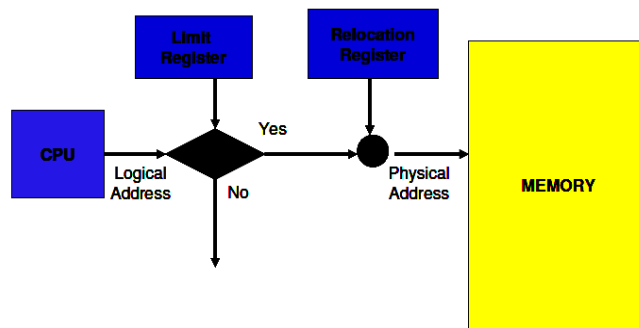 Limit
Register
Relocation
Register
CPU
Logical
Address
Yes
No
Physical
Address
MEMORY